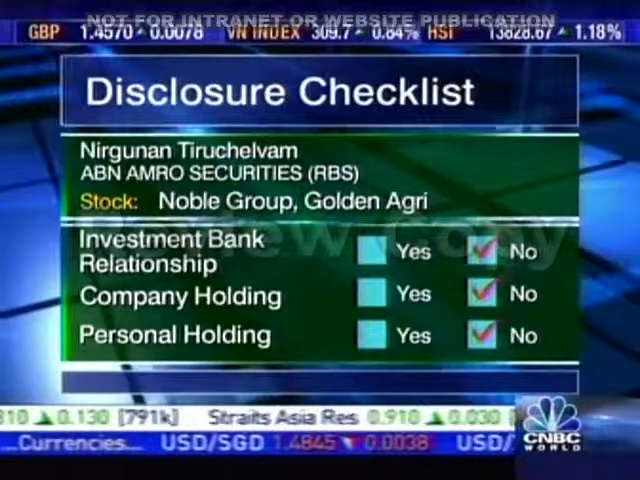 NOT FOR INTRANET OR WEBSITE PUBLICATION
GBP 1.4570 ▲ 0.0078 VN INDEX 309.7 ▲ 0.84% HSI 13828.67 ▲ 1.18%
Disclosure Checklist
Nirgunan Tiruchelvam
ABN AMRO SECURITIES (RBS)
Stock: Noble Group, Golden Agri
Investment Bank
Relationship Yes No
Company Holding Yes No
Personal Holding Yes No
▲ 0.130 [791k] Straits Asia Res 0.910 ▲ 0.030
...Currencies... USD/SGD 1.4845 ▼ 0.0038 USD/
CNBC
WORLD